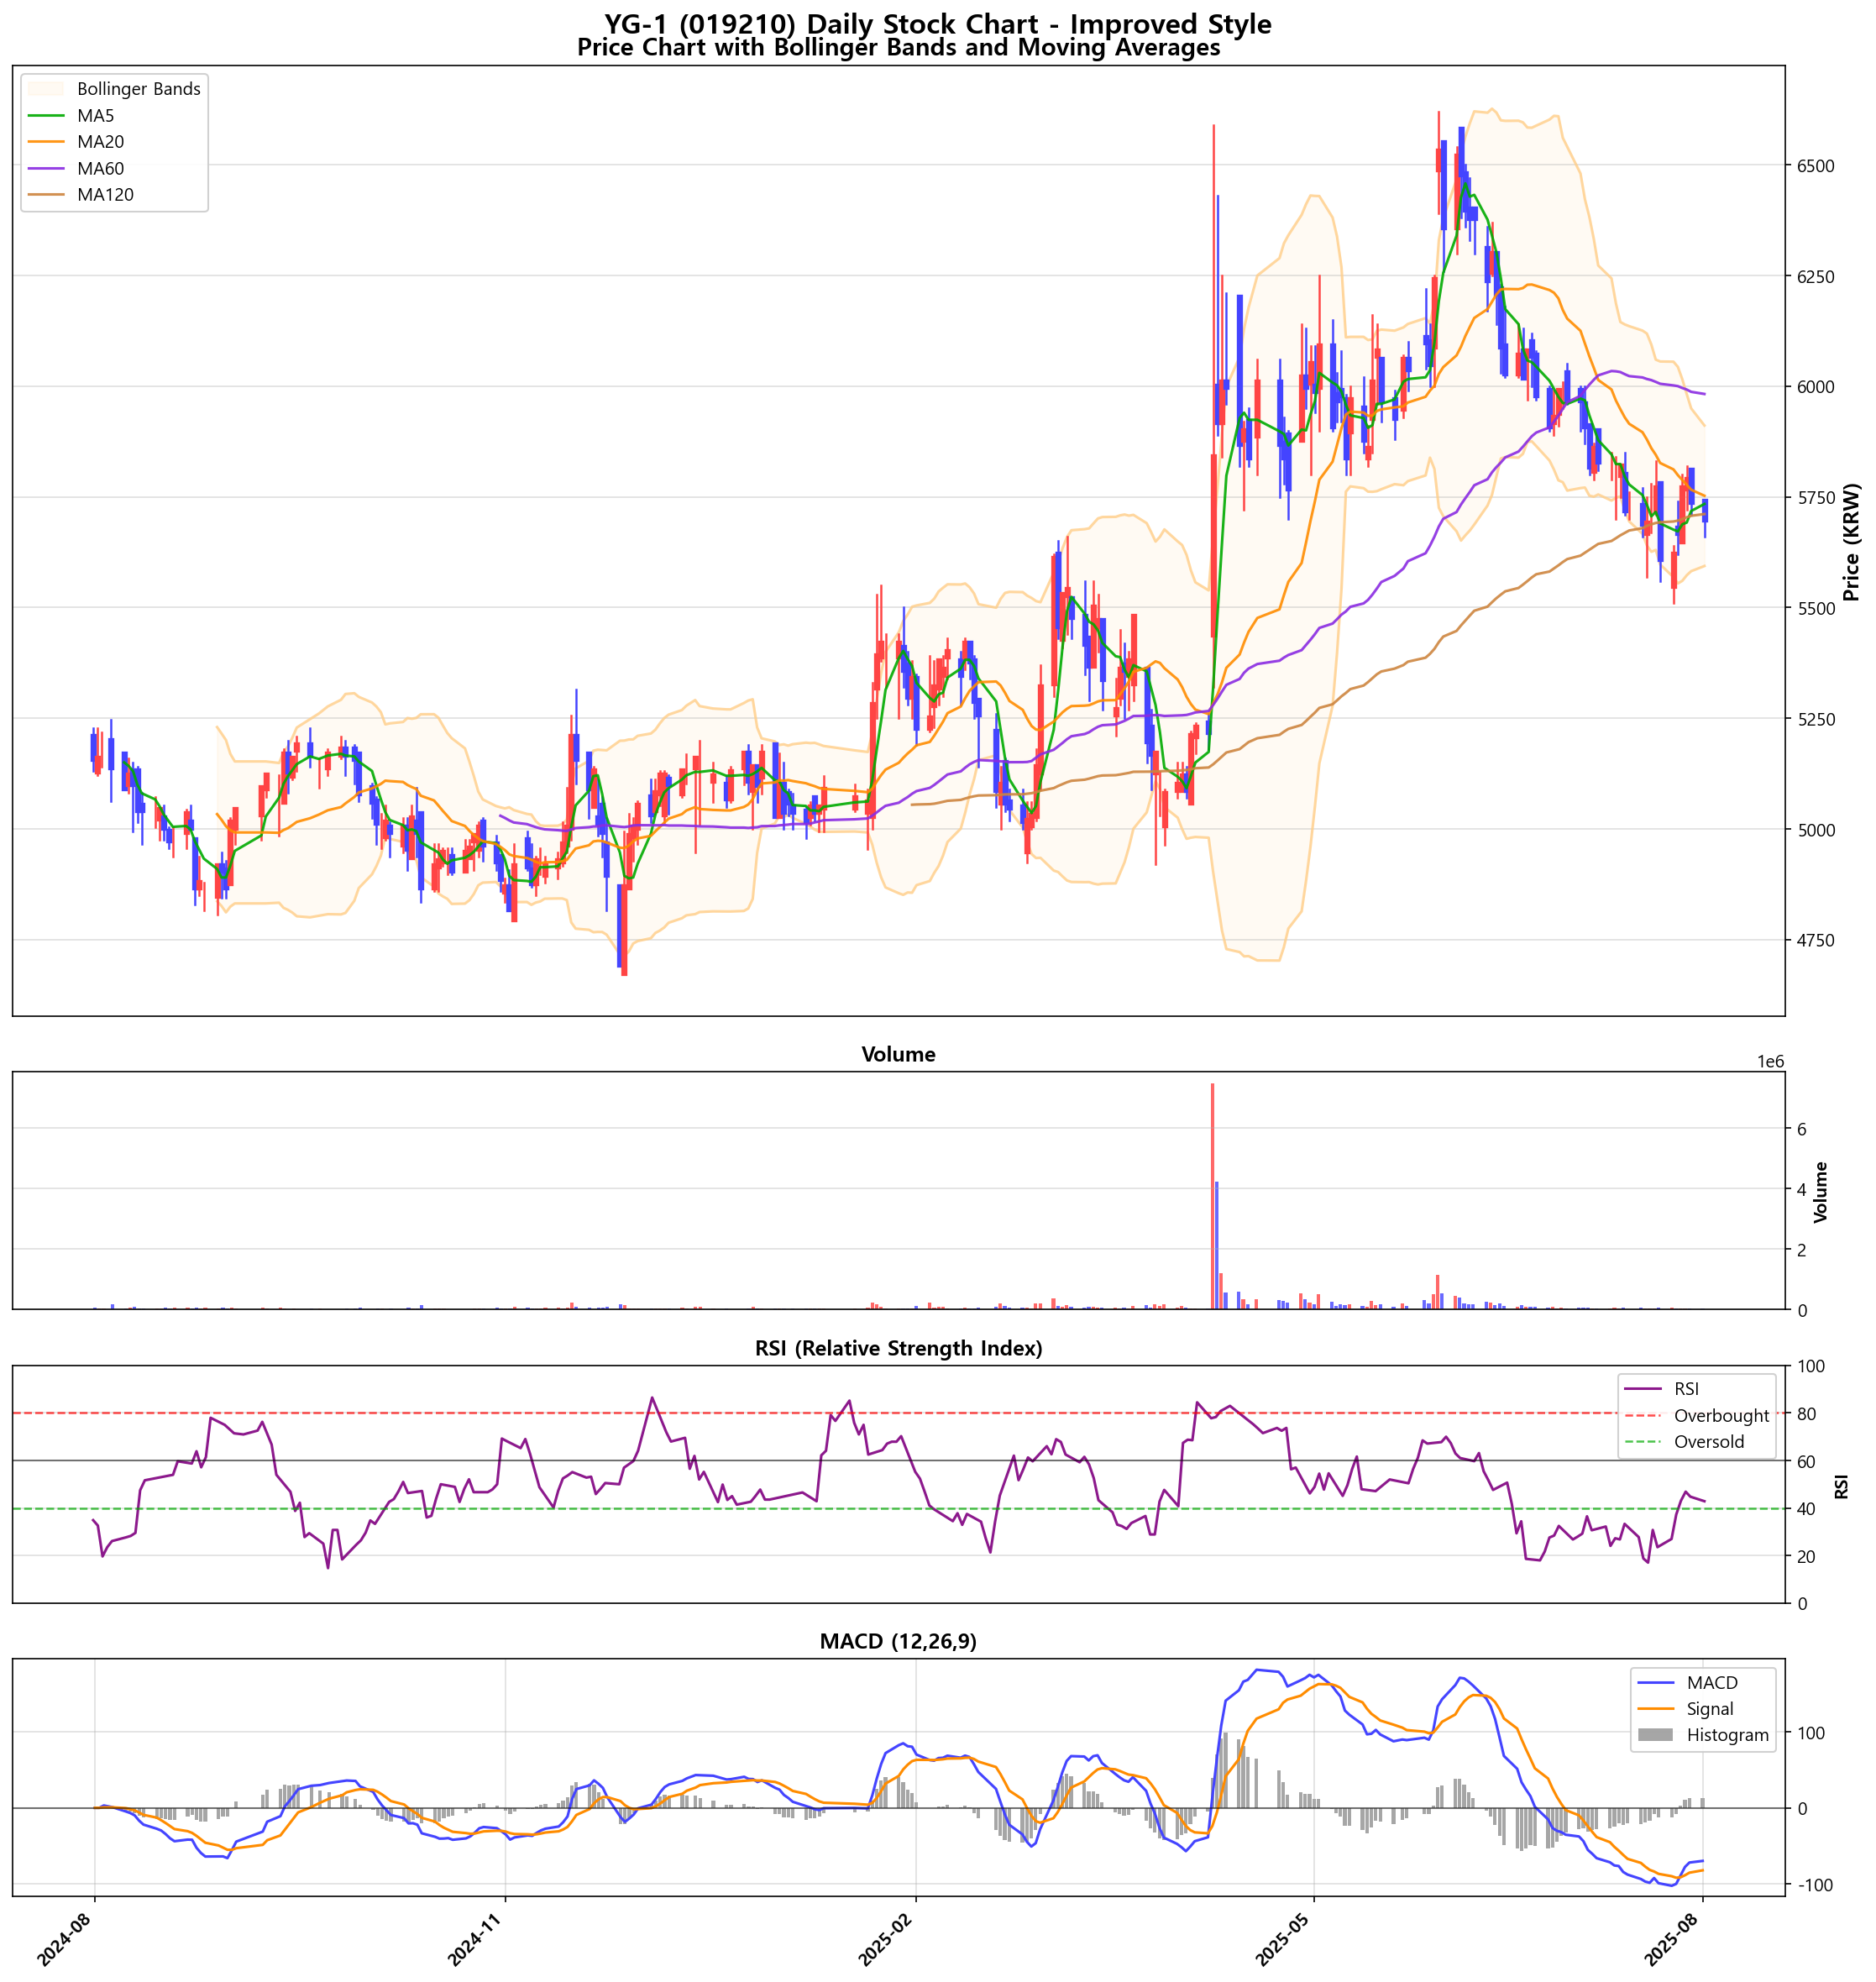 YG-1 (019210) Daily Stock Chart - Improved Style
Price Chart with Bollinger Bands and Moving Averages
Bollinger Bands
MA5
MA20
MA60
MA120
6500
6250
6000
5750
5500
5250
5000
4750
Price (KRW)
Volume
1e6
6
4
2
0
Volume
RSI (Relative Strength Index)
RSI
Overbought
Oversold
100
80
60
40
20
0
RSI
MACD (12,26,9)
MACD
Signal
Histogram
100
0
-100
2024-08
2024-11
2025-02
2025-05
2025-08